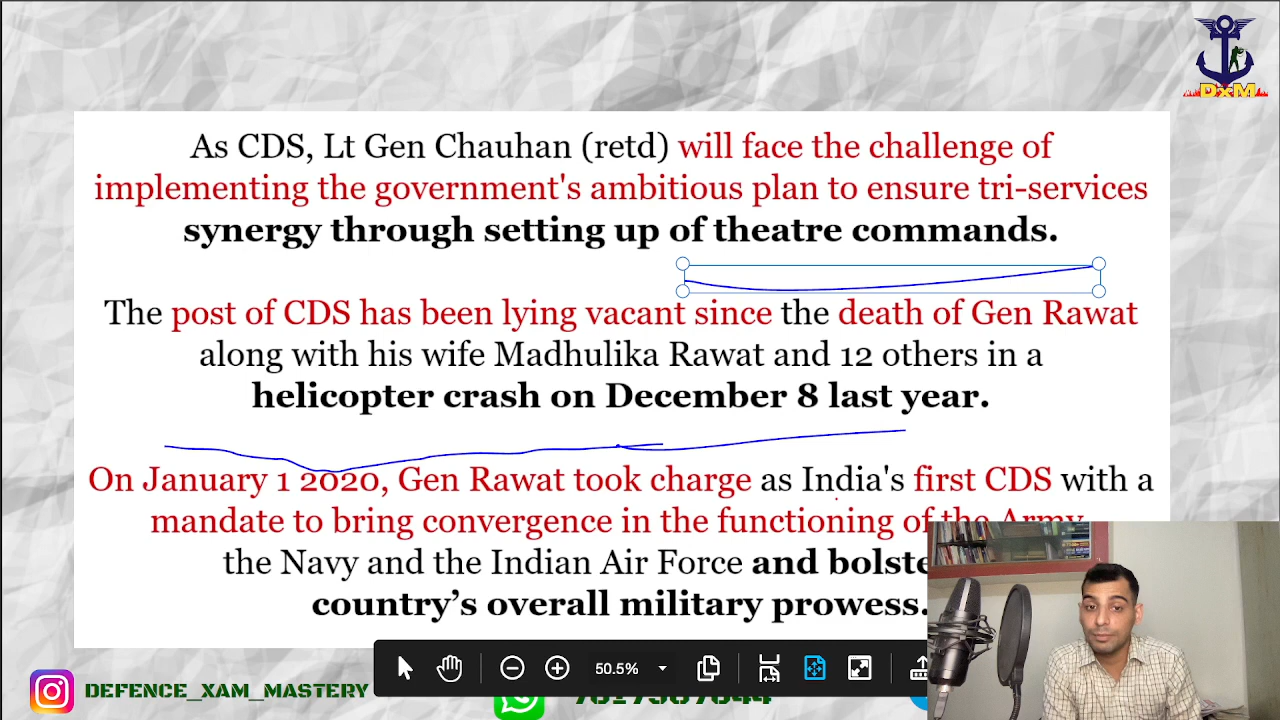 DxM
As CDS, Lt Gen Chauhan (retd) will face the challenge of
implementing the government's ambitious plan to ensure tri-services
synergy through setting up of theatre commands.
The post of CDS has been lying vacant since the death of Gen Rawat
along with his wife Madhulika Rawat and 12 others in a
helicopter crash on December 8 last year.
On January 1 2020, Gen Rawat took charge as India's first CDS with a
mandate to bring convergence in the functioning of the Army
the Navy and the Indian Air Force and
country’s overall military prowess.
50.5%
DEFENCE_XAM_MASTERY